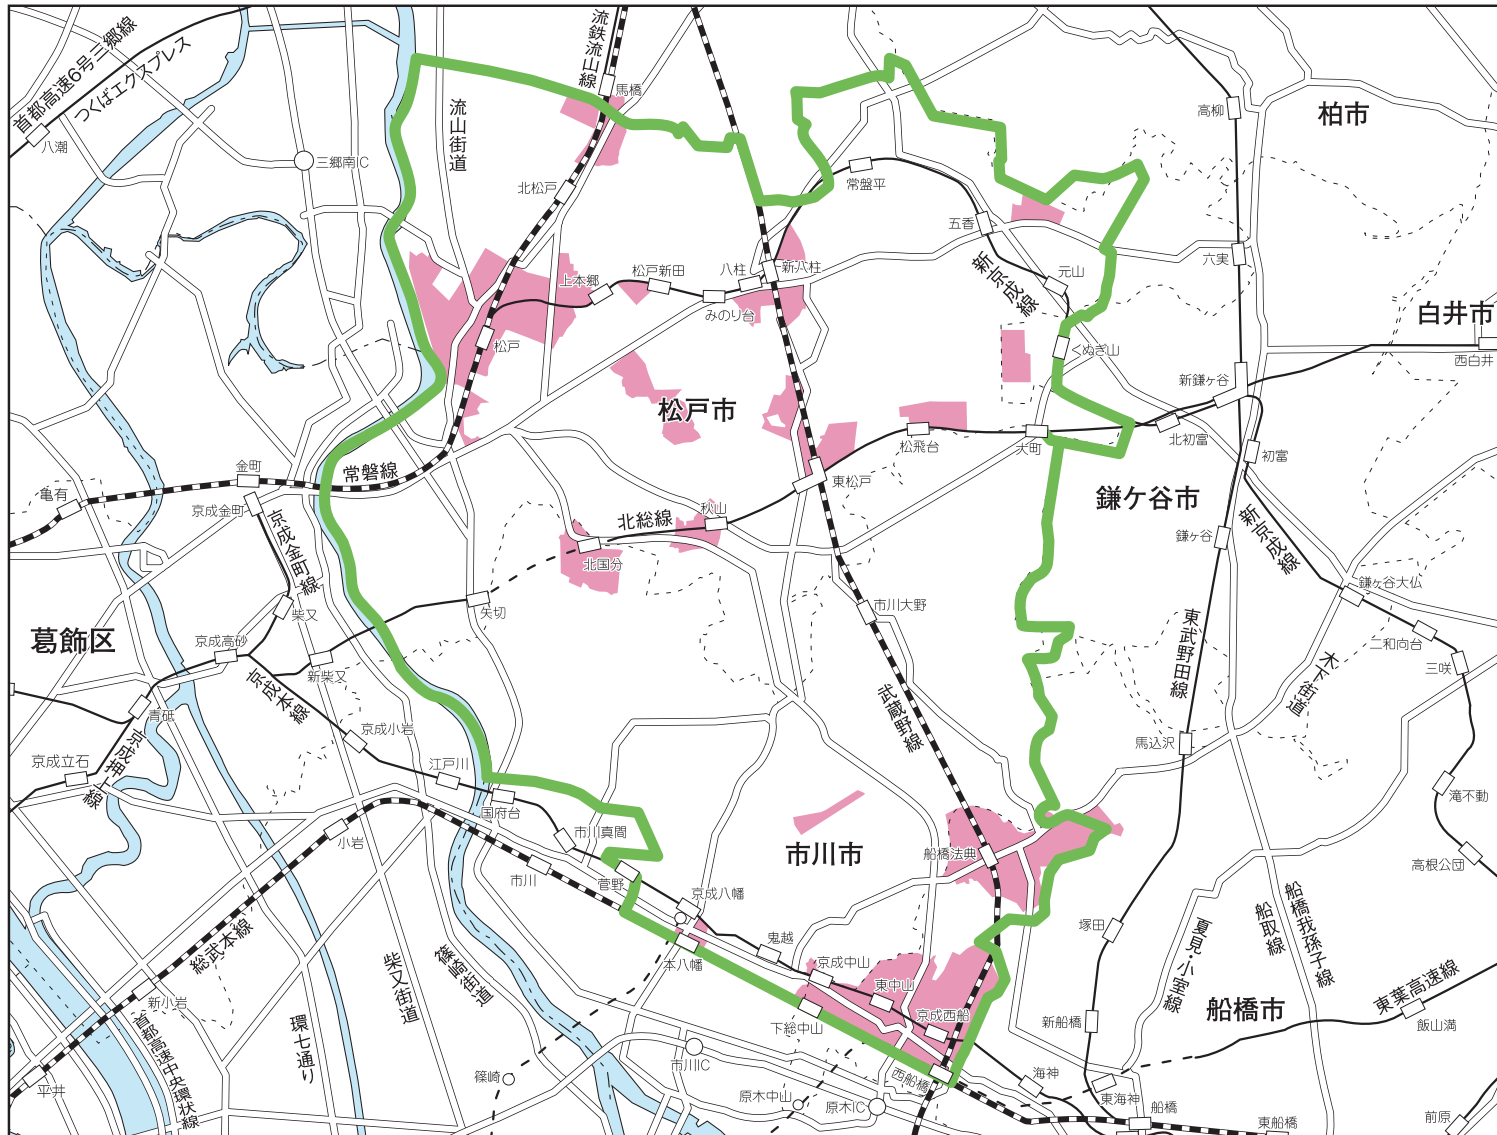 首都高速6号三郷線
つくばエクスプレス
八潮
三郷南IC
流山街道
流鉄流山線
馬橋
北松戸
高柳
柏市
常盤平
五香
新京成線
元山
六実
白井市
西白井
上本郷
松戸新田
八柱
新八柱
みのり台
松戸
くぬぎ山
新鎌ヶ谷
松戸市
松飛台
大町
北初富
初富
東松戸
常磐線
金町
亀有
京成金町
京成金町線
秋山
北総線
北国分
鎌ケ谷市
鎌ヶ谷
新京成線
鎌ヶ谷大仏
二和向台
三咲
柴又
矢切
市川大野
葛飾区
京成高砂
新柴又
京成本線
東武野田線
木下街道
武蔵野線
青砥
京成小岩
京成立石
京成押上線
江戸川
国府台
馬込沢
滝不動
小岩
市川真間
市川
菅野
市川市
船橋法典
高根公団
京成八幡
本八幡
鬼越
京成中山
東中山
京成西船
下総中山
塚田
夏見・小室線
船取線
船橋我孫子線
総武本線
新小岩
柴又街道
篠崎街道
環七通り
首都高速中央環状線
平井
篠崎
市川IC
原木中山
原木IC
西船橋
海神
東海神
船橋
新船橋
船橋市
東葉高速線
飯山満
東船橋
前原